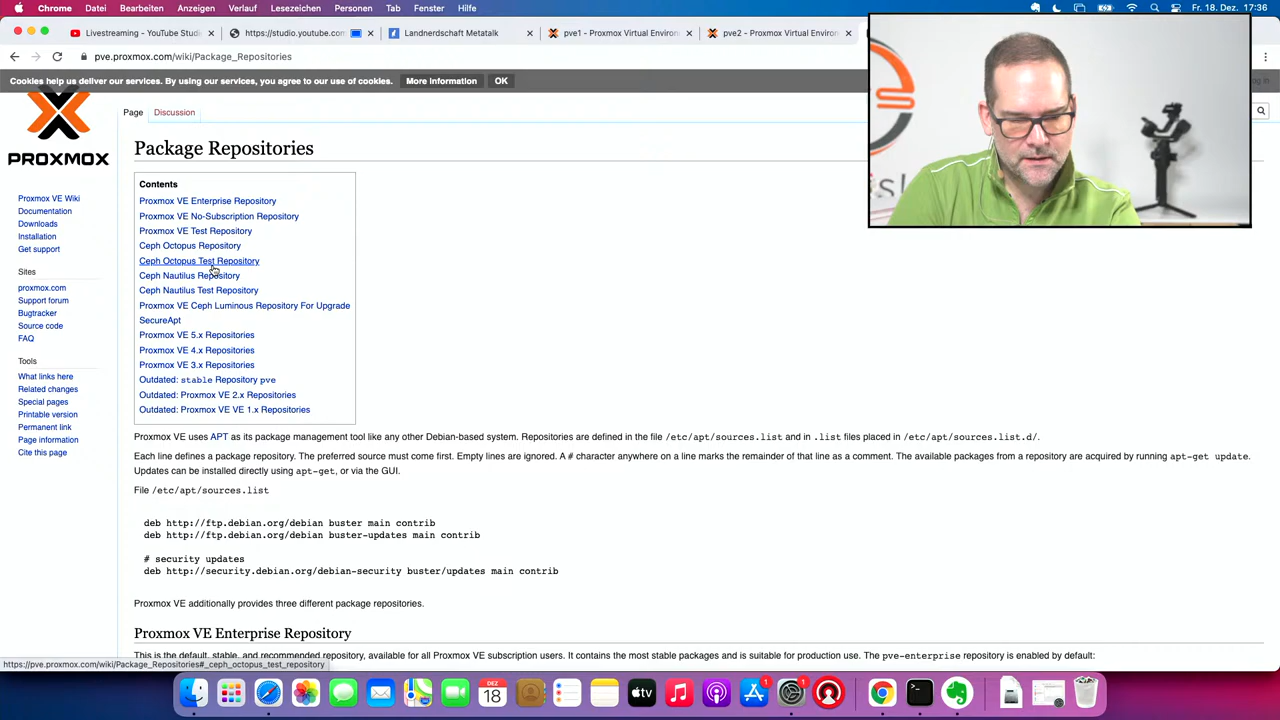 Chrome Datei Bearbeiten Anzeigen Verlauf Lesezeichen Personen Tab Fenster Hilfe Fr. 18. Dez. 17:36
Livestreaming - YouTube Studi
https://studio.youtube.com
Landnerdschaft Metatalk
pve1 - Proxmox Virtual Environ
pve2 - Proxmox Virtual Environ
pve.proxmox.com/wiki/Package_Repositories
Cookies help us deliver our services. By using our services, you agree to our use of cookies. More information OK
PROXMOX
Page Discussion
Package Repositories
Proxmox VE Wiki
Documentation
Downloads
Installation
Get support
Sites
proxmox.com
Support forum
Bugtracker
Source code
FAQ
Tools
What links here
Related changes
Special pages
Printable version
Permanent link
Page information
Cite this page
Contents
Proxmox VE Enterprise Repository
Proxmox VE No-Subscription Repository
Proxmox VE Test Repository
Ceph Octopus Repository
Ceph Octopus Test Repository
Ceph Nautilus Repository
Ceph Nautilus Test Repository
Proxmox VE Ceph Luminous Repository For Upgrade
SecureApt
Proxmox VE 5.x Repositories
Proxmox VE 4.x Repositories
Proxmox VE 3.x Repositories
Outdated: stable Repository pve
Outdated: Proxmox VE 2.x Repositories
Outdated: Proxmox VE VE 1.x Repositories
Proxmox VE uses APT as its package management tool like any other Debian-based system. Repositories are defined in the file /etc/apt/sources.list and in .list files placed in /etc/apt/sources.list.d/.
Each line defines a package repository. The preferred source must come first. Empty lines are ignored. A # character anywhere on a line marks the remainder of that line as a comment. The available packages from a repository are acquired by running apt-get update.
Updates can be installed directly using apt-get, or via the GUI.
File /etc/apt/sources.list
deb http://ftp.debian.org/debian buster main contrib
deb http://ftp.debian.org/debian buster-updates main contrib
# security updates
deb http://security.debian.org/debian-security buster/updates main contrib
Proxmox VE additionally provides three different package repositories.
Proxmox VE Enterprise Repository
This is the default, stable, and recommended repository, available for all Proxmox VE subscription users. It contains the most stable packages and is suitable for production use. The pve-enterprise repository is enabled by default:
https://pve.proxmox.com/wiki/Package_Repositories#_ceph_octopus_test_repository
DEZ
18
tv
1
1